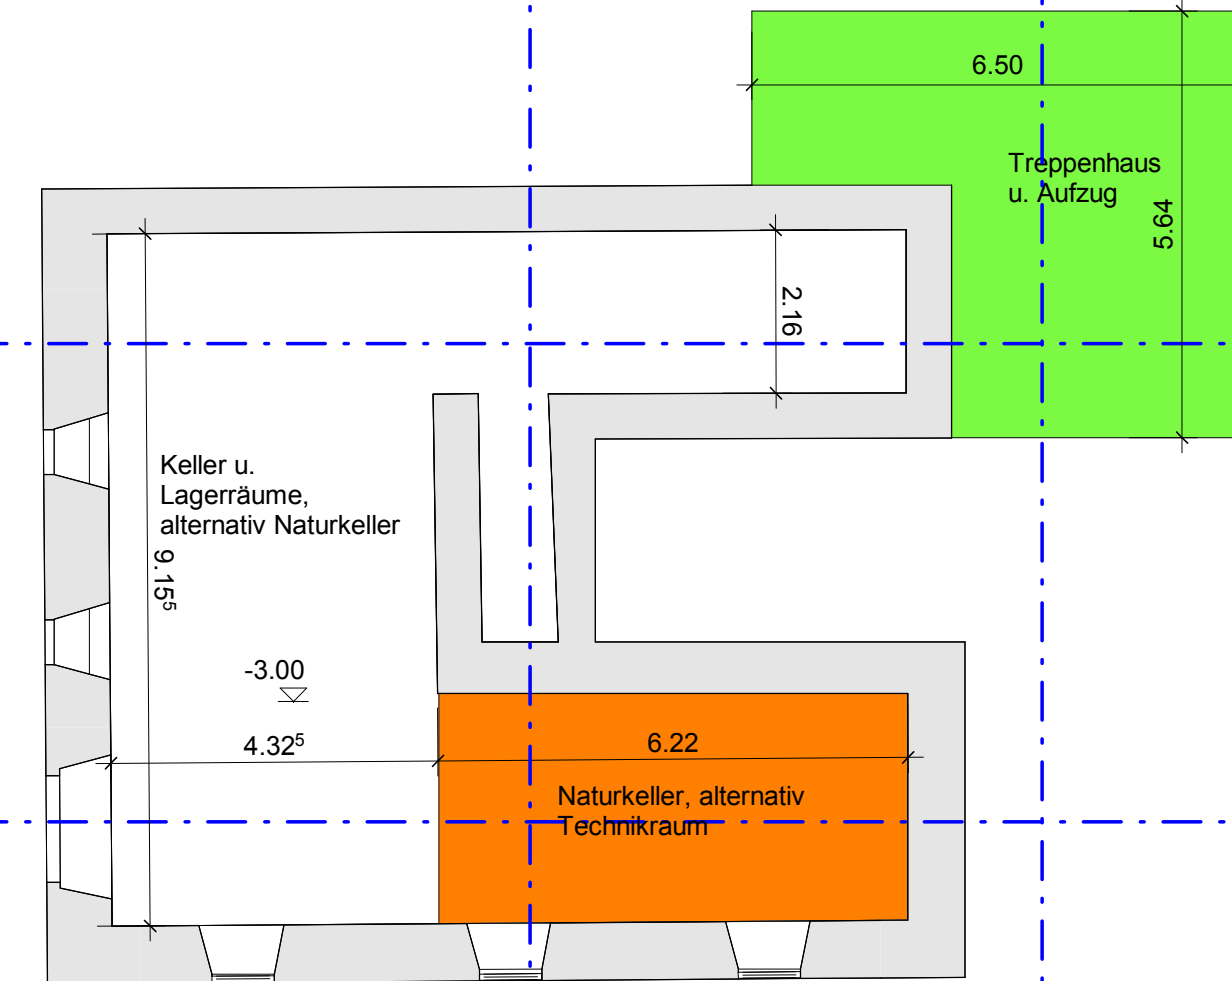 6.50
Treppenhaus
u. Aufzug
5.64
2.16
Keller u.
Lagerräume,
alternativ Naturkeller
9.15⁵
-3.00
4.32⁵
6.22
Naturkeller, alternativ
Technikraum